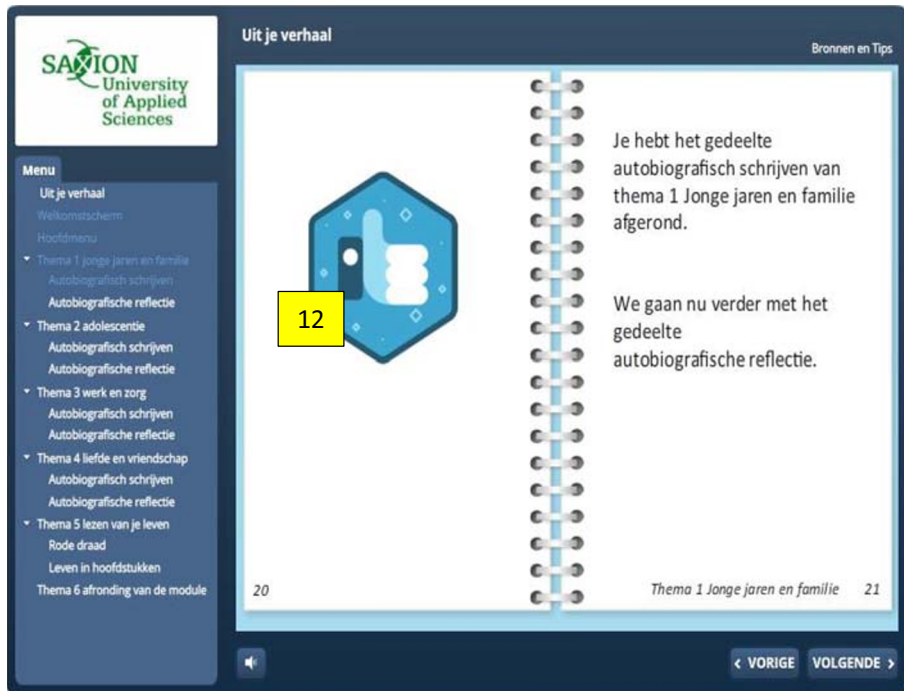 SAXION
University
of Applied
Sciences
Uit je verhaal
Bronnen en Tips
Menu
Uit je verhaal
Welkomstscherm
Hoofdmenu
Thema 1 jonge jaren en familie
Autobiografisch schrijven
Autobiografische reflectie
Thema 2 adolescentie
Autobiografisch schrijven
Autobiografische reflectie
Thema 3 werk en zorg
Autobiografisch schrijven
Autobiografische reflectie
Thema 4 liefde en vriendschap
Autobiografisch schrijven
Autobiografische reflectie
Thema 5 lezen van je leven
Rode draad
Leven in hoofdstukken
Thema 6 afronding van de module
12
20
Je hebt het gedeelte
autobiografisch schrijven van
thema 1 Jonge jaren en familie
afgerond.
We gaan nu verder met het
gedeelte
autobiografische reflectie.
Thema 1 Jonge jaren en familie 21
< VORIGE
VOLGENDE >